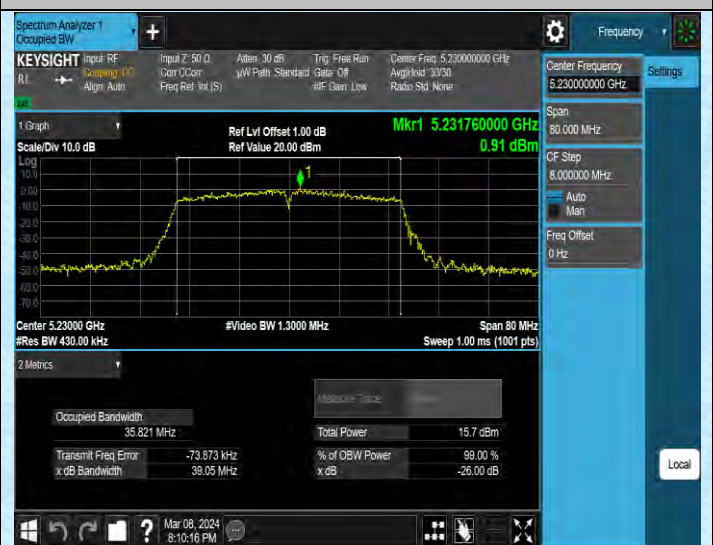 Spectrum Analyzer 1
Occupied BW
+
Frequency
KEYSIGHT Input: RF Input Z: 50 Ω Atten: 30 dB Trig: Free Run Center Freq: 5.230000000 GHz
Coupling: DC Corr CCorr µW Path: Standard Gate: Off Avg|Hold: 30/30
Align: Auto Freq Ref: Int (S) #IF Gain: Low Radio Std: None
Center Frequency
5.230000000 GHz
Settings
Span
80.000 MHz
CF Step
8.000000 MHz
Auto
Man
Freq Offset
0 Hz
1 Graph
Ref Lvl Offset 1.00 dB
Mkr1 5.231760000 GHz
Scale/Div 10.0 dB
Ref Value 20.00 dBm
0.91 dBm
Log
10.0
0.00
-10.0
-20.0
-30.0
-40.0
-50.0
-60.0
-70.0
1
Center 5.23000 GHz
#Video BW 1.3000 MHz
Span 80 MHz
#Res BW 430.00 kHz
Sweep 1.00 ms (1001 pts)
2 Metrics
Measure Trace
Occupied Bandwidth
35.821 MHz
Total Power 15.7 dBm
Transmit Freq Error -73.873 kHz
% of OBW Power 99.00 %
x dB Bandwidth 39.05 MHz
x dB -26.00 dB
Local
?
Mar 08, 2024
8:10:16 PM